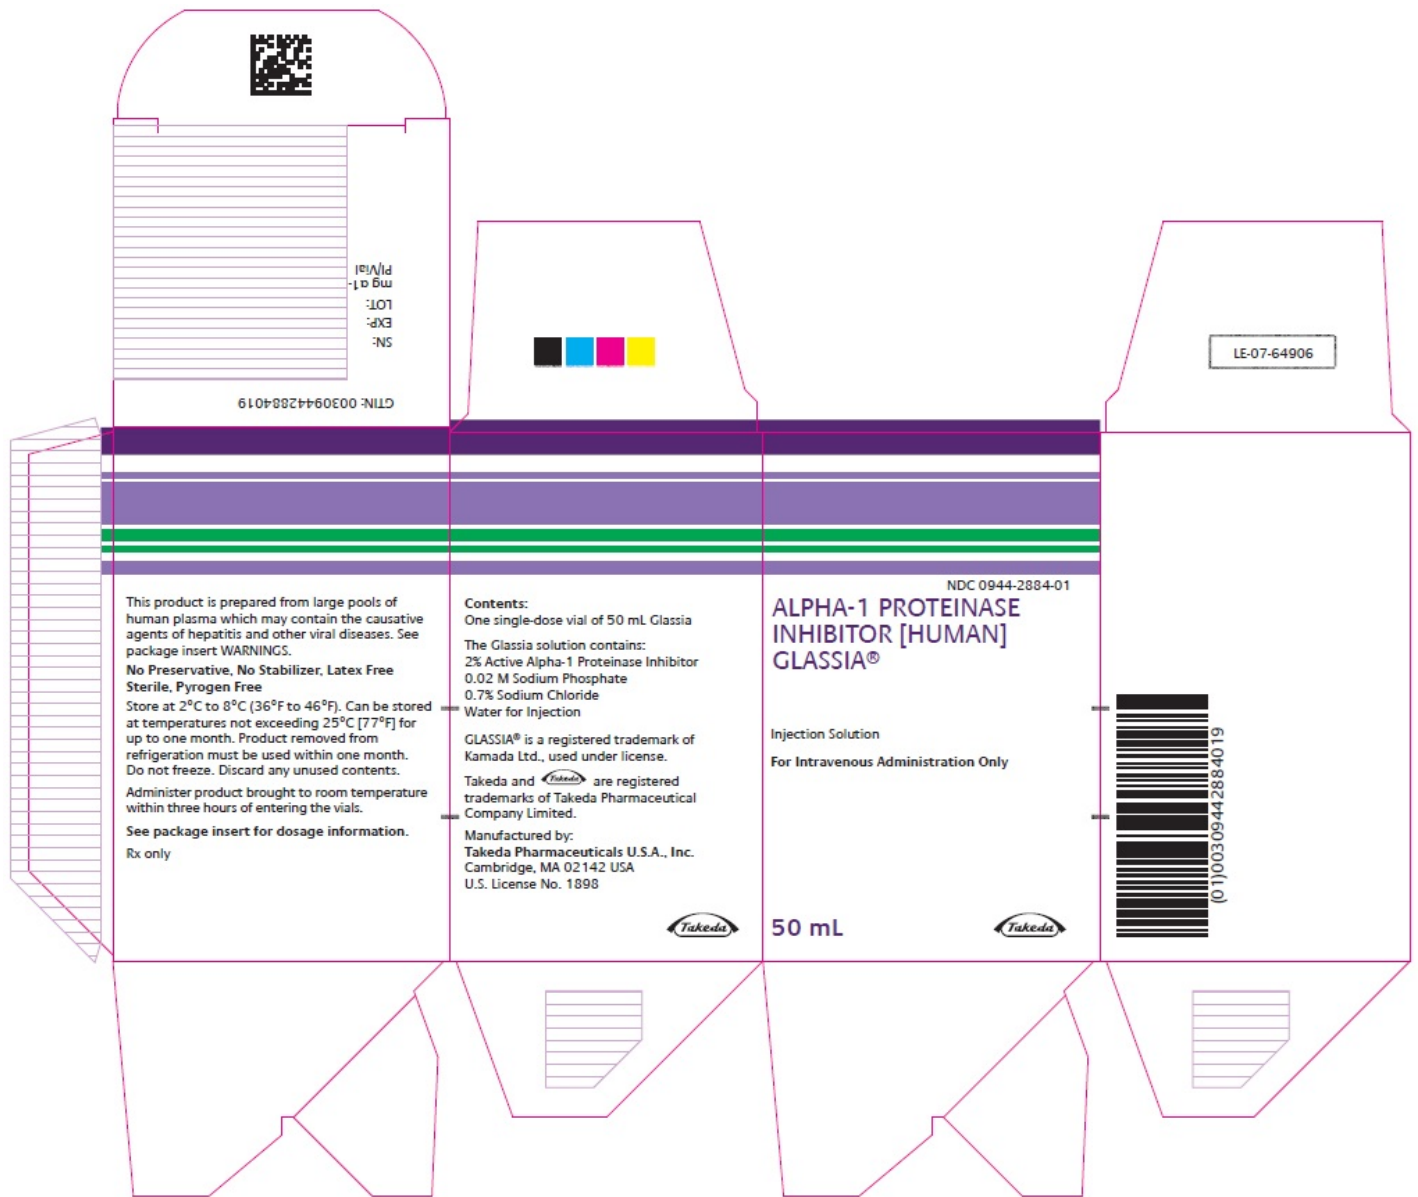 SN:
EXP:
LOT:
mg α1-
PI/Vial
GTIN: 00309442884019
LE-07-64906
This product is prepared from large pools of
human plasma which may contain the causative
agents of hepatitis and other viral diseases. See
package insert WARNINGS.
No Preservative, No Stabilizer, Latex Free
Sterile, Pyrogen Free
Store at 2°C to 8°C (36°F to 46°F). Can be stored
at temperatures not exceeding 25°C [77°F] for
up to one month. Product removed from
refrigeration must be used within one month.
Do not freeze. Discard any unused contents.
Administer product brought to room temperature
within three hours of entering the vials.
See package insert for dosage information.
Rx only
Contents:
One single-dose vial of 50 mL Glassia
The Glassia solution contains:
2% Active Alpha-1 Proteinase Inhibitor
0.02 M Sodium Phosphate
0.7% Sodium Chloride
Water for Injection
GLASSIA® is a registered trademark of
Kamada Ltd., used under license.
Takeda and Takeda are registered
trademarks of Takeda Pharmaceutical
Company Limited.
Manufactured by:
Takeda Pharmaceuticals U.S.A., Inc.
Cambridge, MA 02142 USA
U.S. License No. 1898
Takeda
NDC 0944-2884-01
ALPHA-1 PROTEINASE
INHIBITOR [HUMAN]
GLASSIA®
Injection Solution
For Intravenous Administration Only
50 mL
Takeda
(01)00309442884019